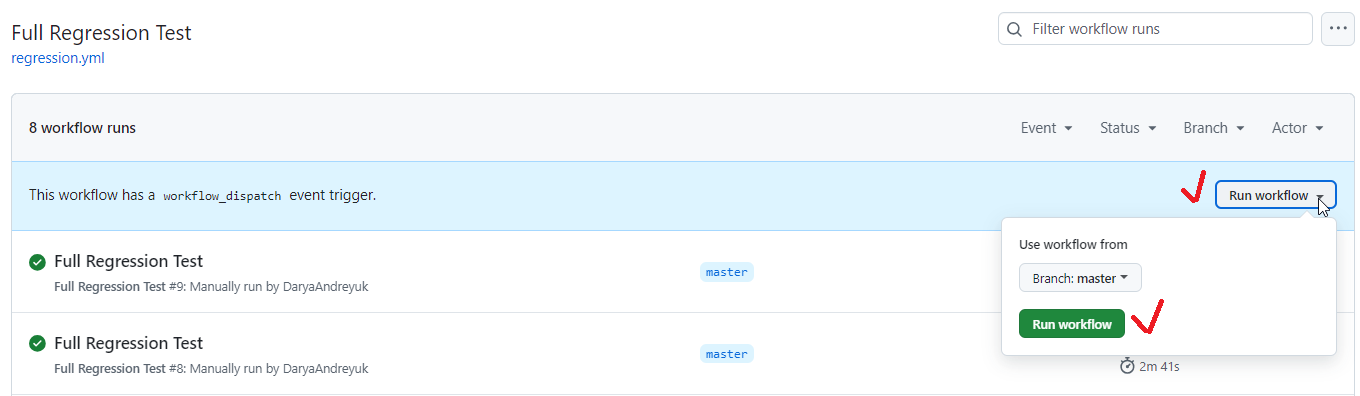 Full Regression Test
Filter workflow runs
regression.yml
8 workflow runs
Event
Status
Branch
Actor
This workflow has a workflow_dispatch event trigger.
Run workflow
Use workflow from
Branch: master
Run workflow
Full Regression Test
Full Regression Test #9: Manually run by DaryaAndreyuk
master
Full Regression Test
Full Regression Test #8: Manually run by DaryaAndreyuk
master
2m 41s